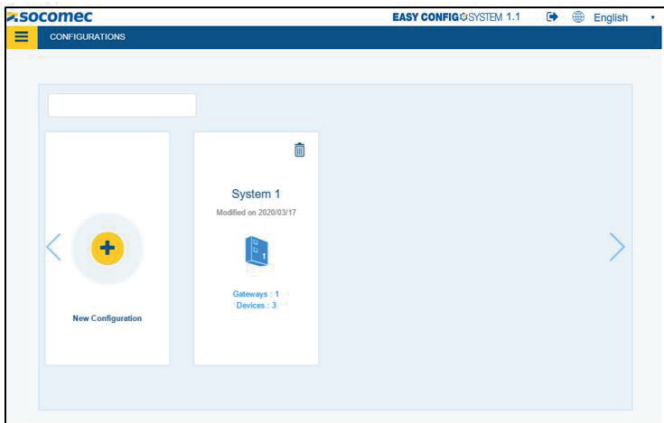 socomec
EASY CONFIG SYSTEM 1.1
English
CONFIGURATIONS
System 1
Modified on 2020/03/17
1
Gateways : 1
Devices : 3
New Configuration